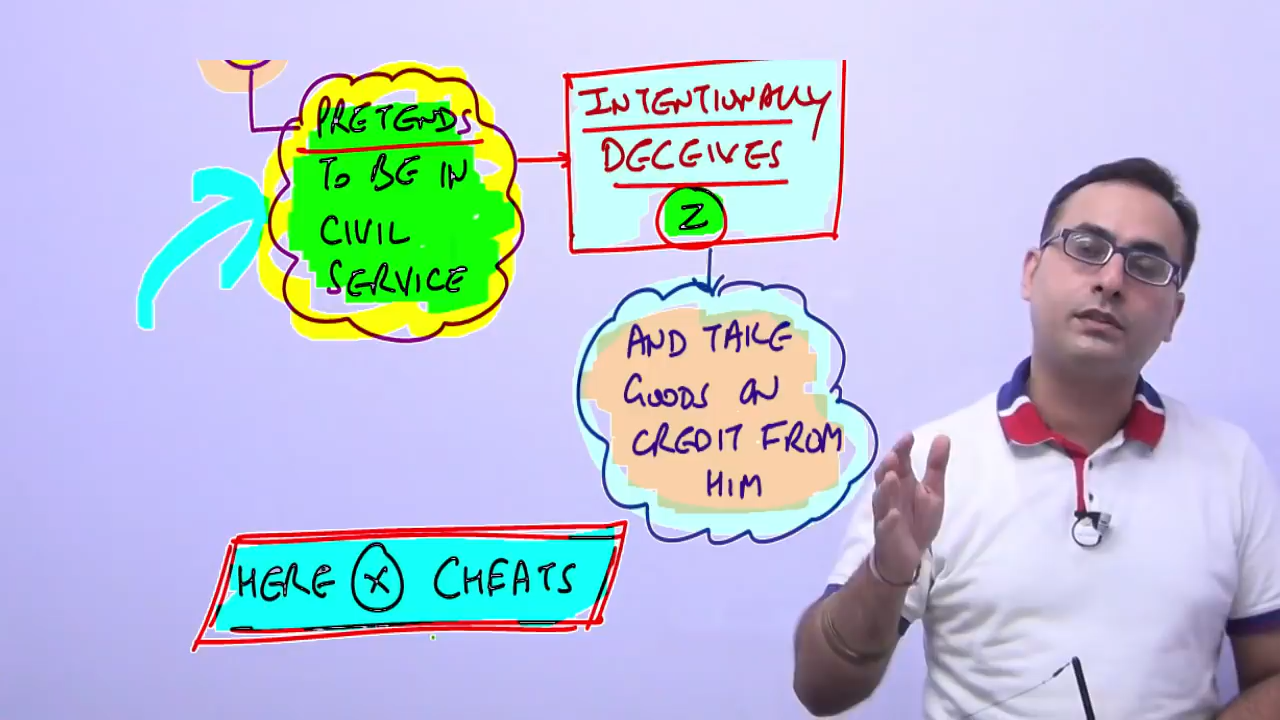 PRETENDS
TO BE IN
CIVIL
SERVICE
INTENTIONALLY
DECEIVES
Z
AND TAKE
GOODS ON
CREDIT FROM
HIM
HERE X CHEATS